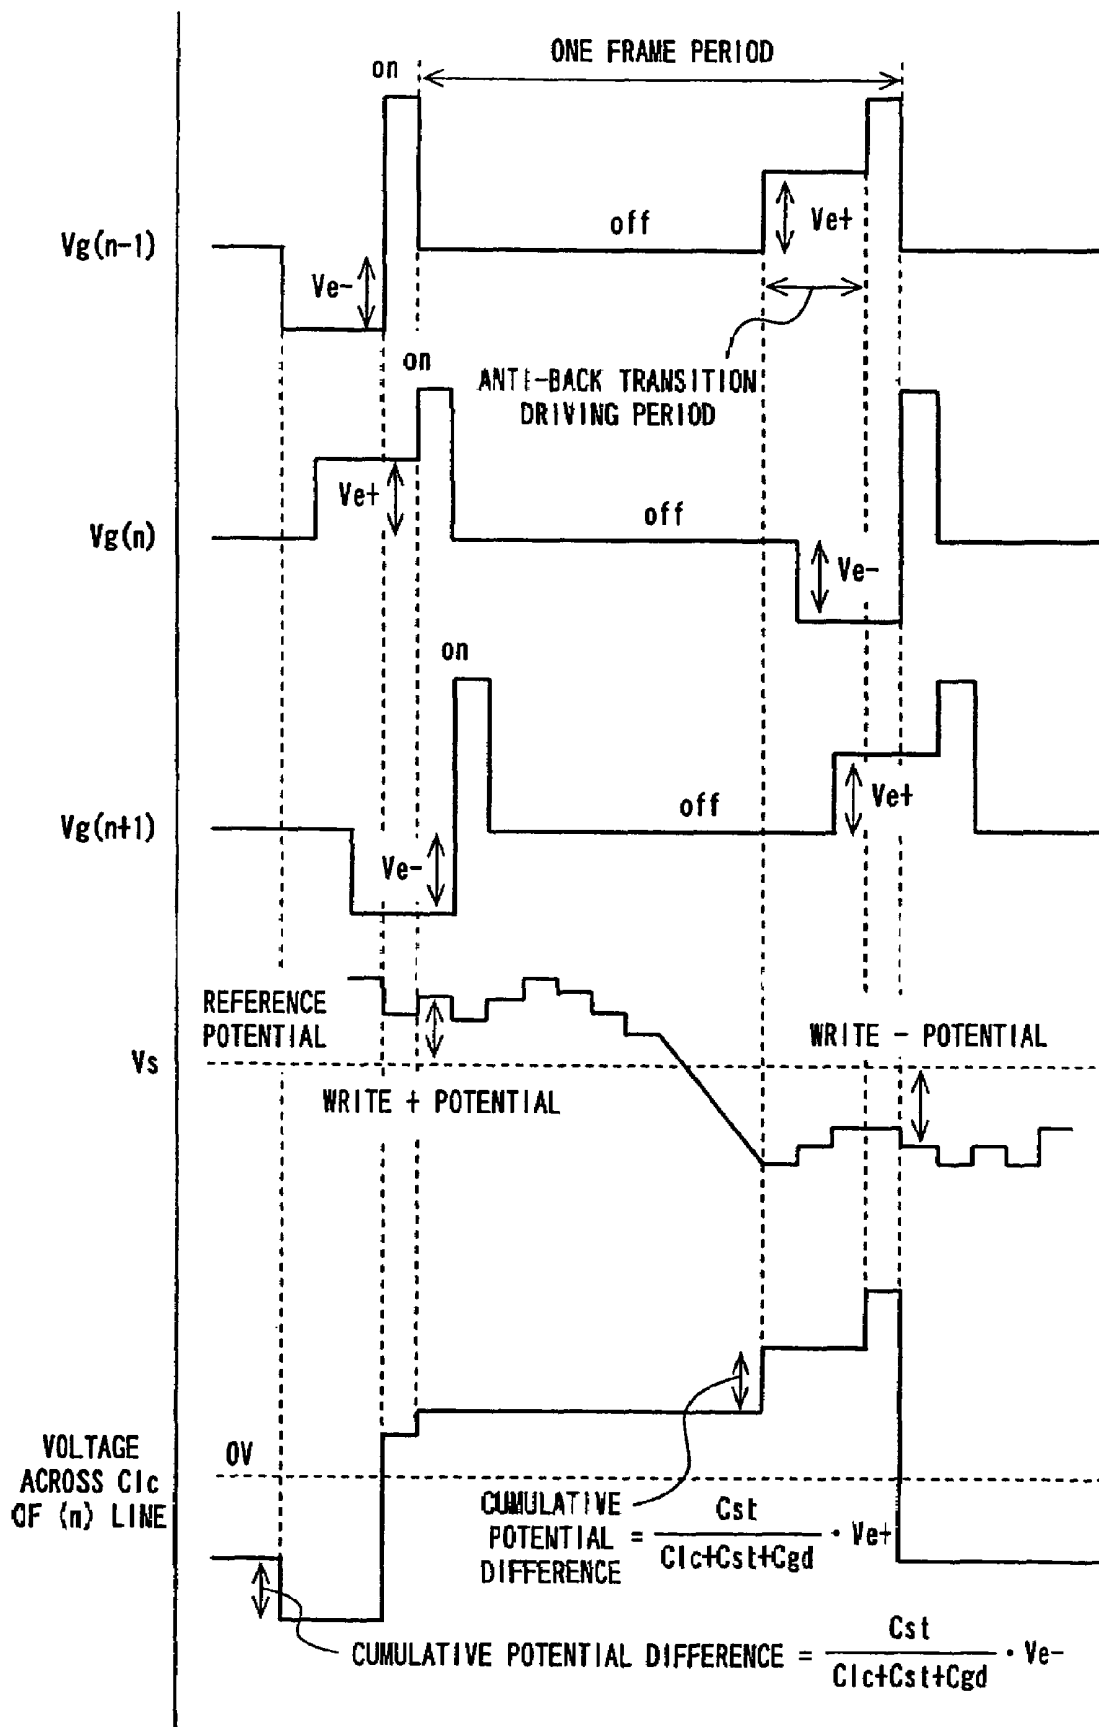 ONE FRAME PERIOD
on
Vg(n-1)
Ve-
off
Ve+
on
ANTI-BACK TRANSITION
DRIVING PERIOD
Vg(n)
Ve+
off
Ve-
on
Vg(n+1)
Ve-
off
Ve+
REFERENCE
POTENTIAL
WRITE - POTENTIAL
Vs
WRITE + POTENTIAL
VOLTAGE
ACROSS Clc
OF (n) LINE
0V
CUMULATIVE
POTENTIAL
DIFFERENCE
= Cst / Clc+Cst+Cgd · Ve+
CUMULATIVE POTENTIAL DIFFERENCE = Cst / Clc+Cst+Cgd · Ve-